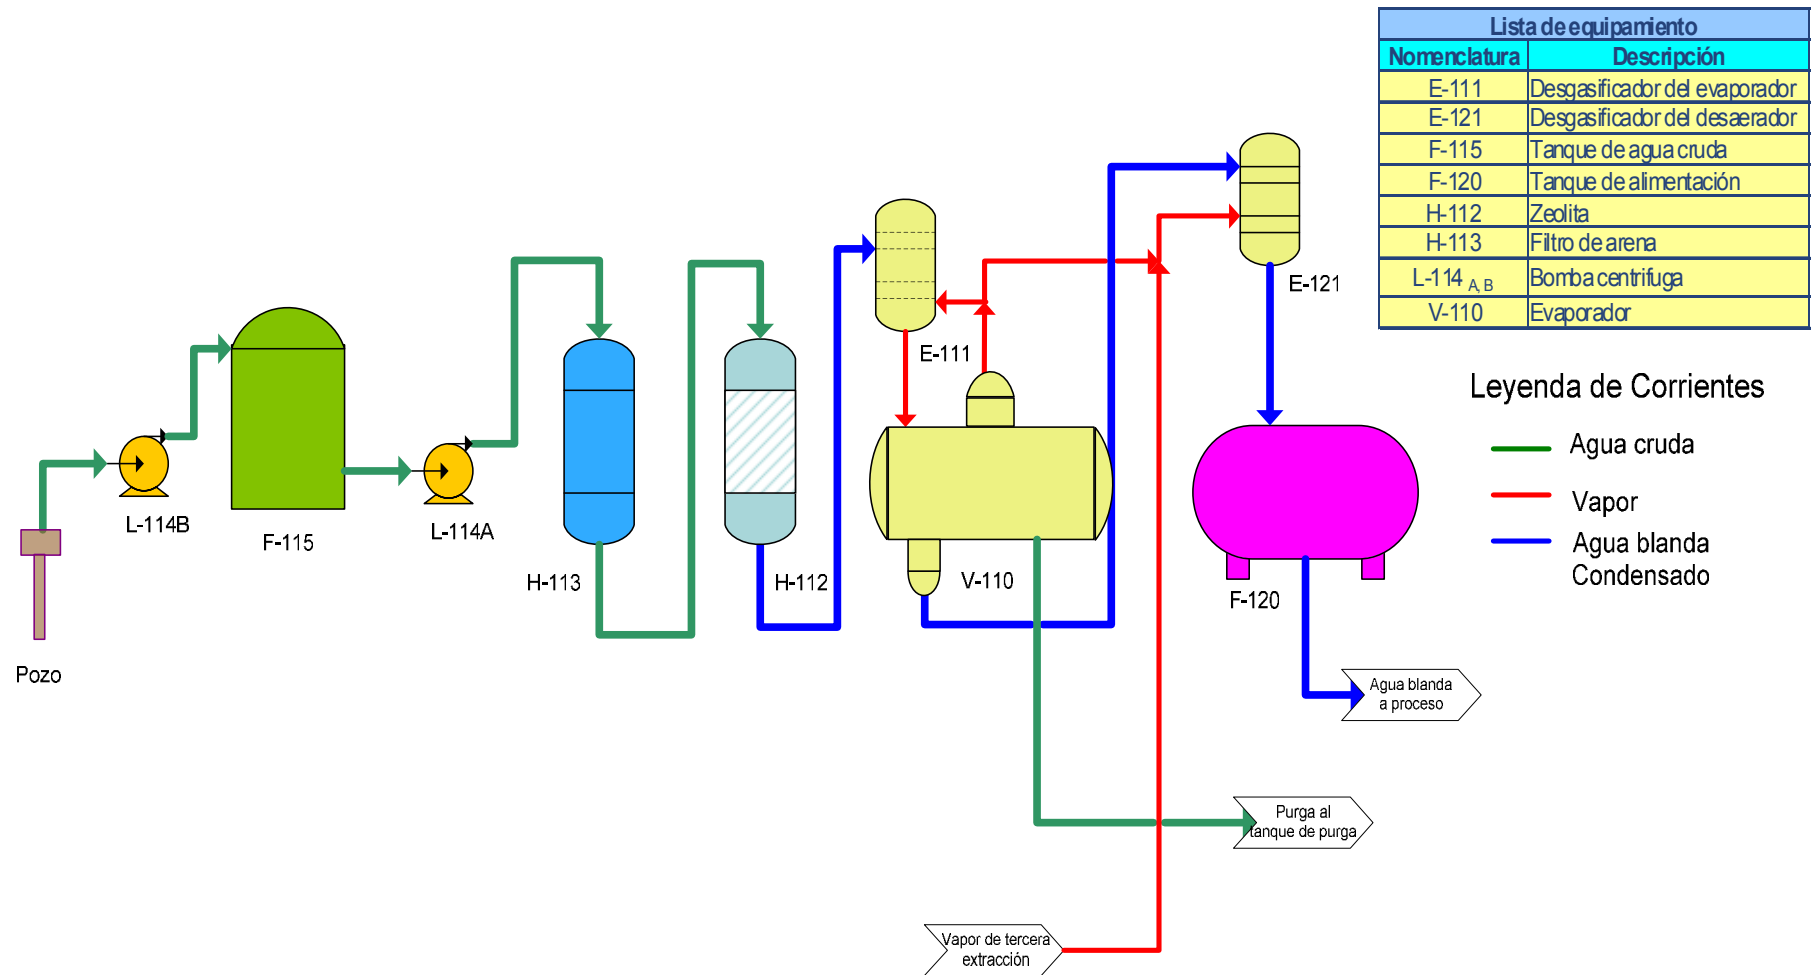 Lista de equipamiento
Nomenclatura Descripción
E-111 Desgasificador del evaporador
E-121 Desgasificador del desaerador
F-115 Tanque de agua cruda
F-120 Tanque de alimentación
H-112 Zeolita
H-113 Filtro de arena
L-114 A, B Bomba centrifuga
V-110 Evaporador
Leyenda de Corrientes
Agua cruda
Vapor
Agua blanda
Condensado
E-121
E-111
L-114B
F-115
L-114A
H-113
H-112
V-110
F-120
Pozo
Agua blanda
a proceso
Purga al
tanque de purga
Vapor de tercera
extracción